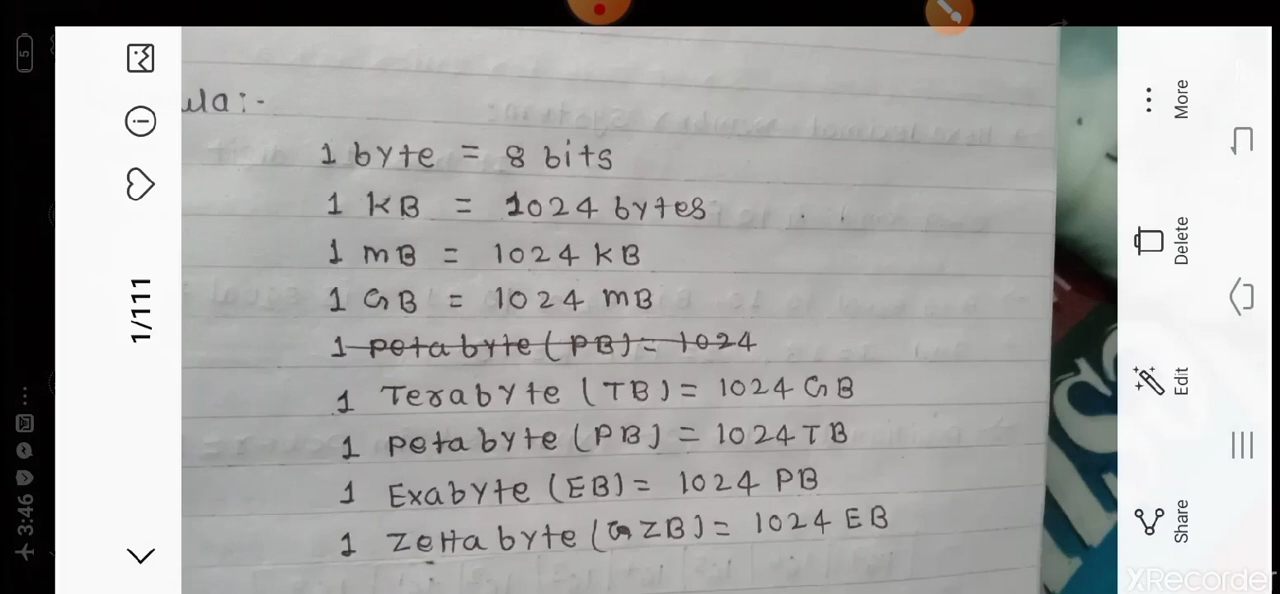 ula:-
1 byte = 8 bits
1 KB = 1024 bytes
1 mB = 1024 KB
1 GB = 1024 mB
1 petabyte (PB) = 1024
1 Terabyte (TB) = 1024 GB
1 petabyte (PB) = 1024 TB
1 Exabyte (EB) = 1024 PB
1 Zettabyte (GZB) = 1024 EB
1/111
3:46
5
More
Delete
Edit
Share
XRecorder